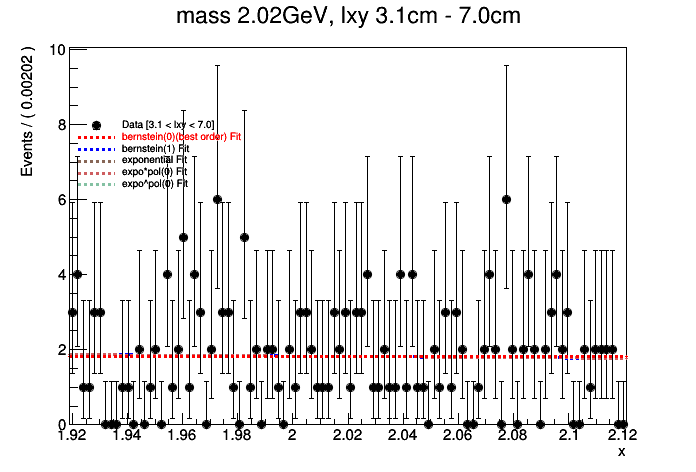 mass 2.02GeV, lxy 3.1cm - 7.0cm
Events / ( 0.00202 )
10
8
6
4
2
0
Data [3.1 < lxy < 7.0]
bernstein(0)(best order) Fit
bernstein(1) Fit
exponential Fit
expo*pol(0) Fit
expo^pol(0) Fit
1.92 1.94 1.96 1.98 2 2.02 2.04 2.06 2.08 2.1 2.12
x